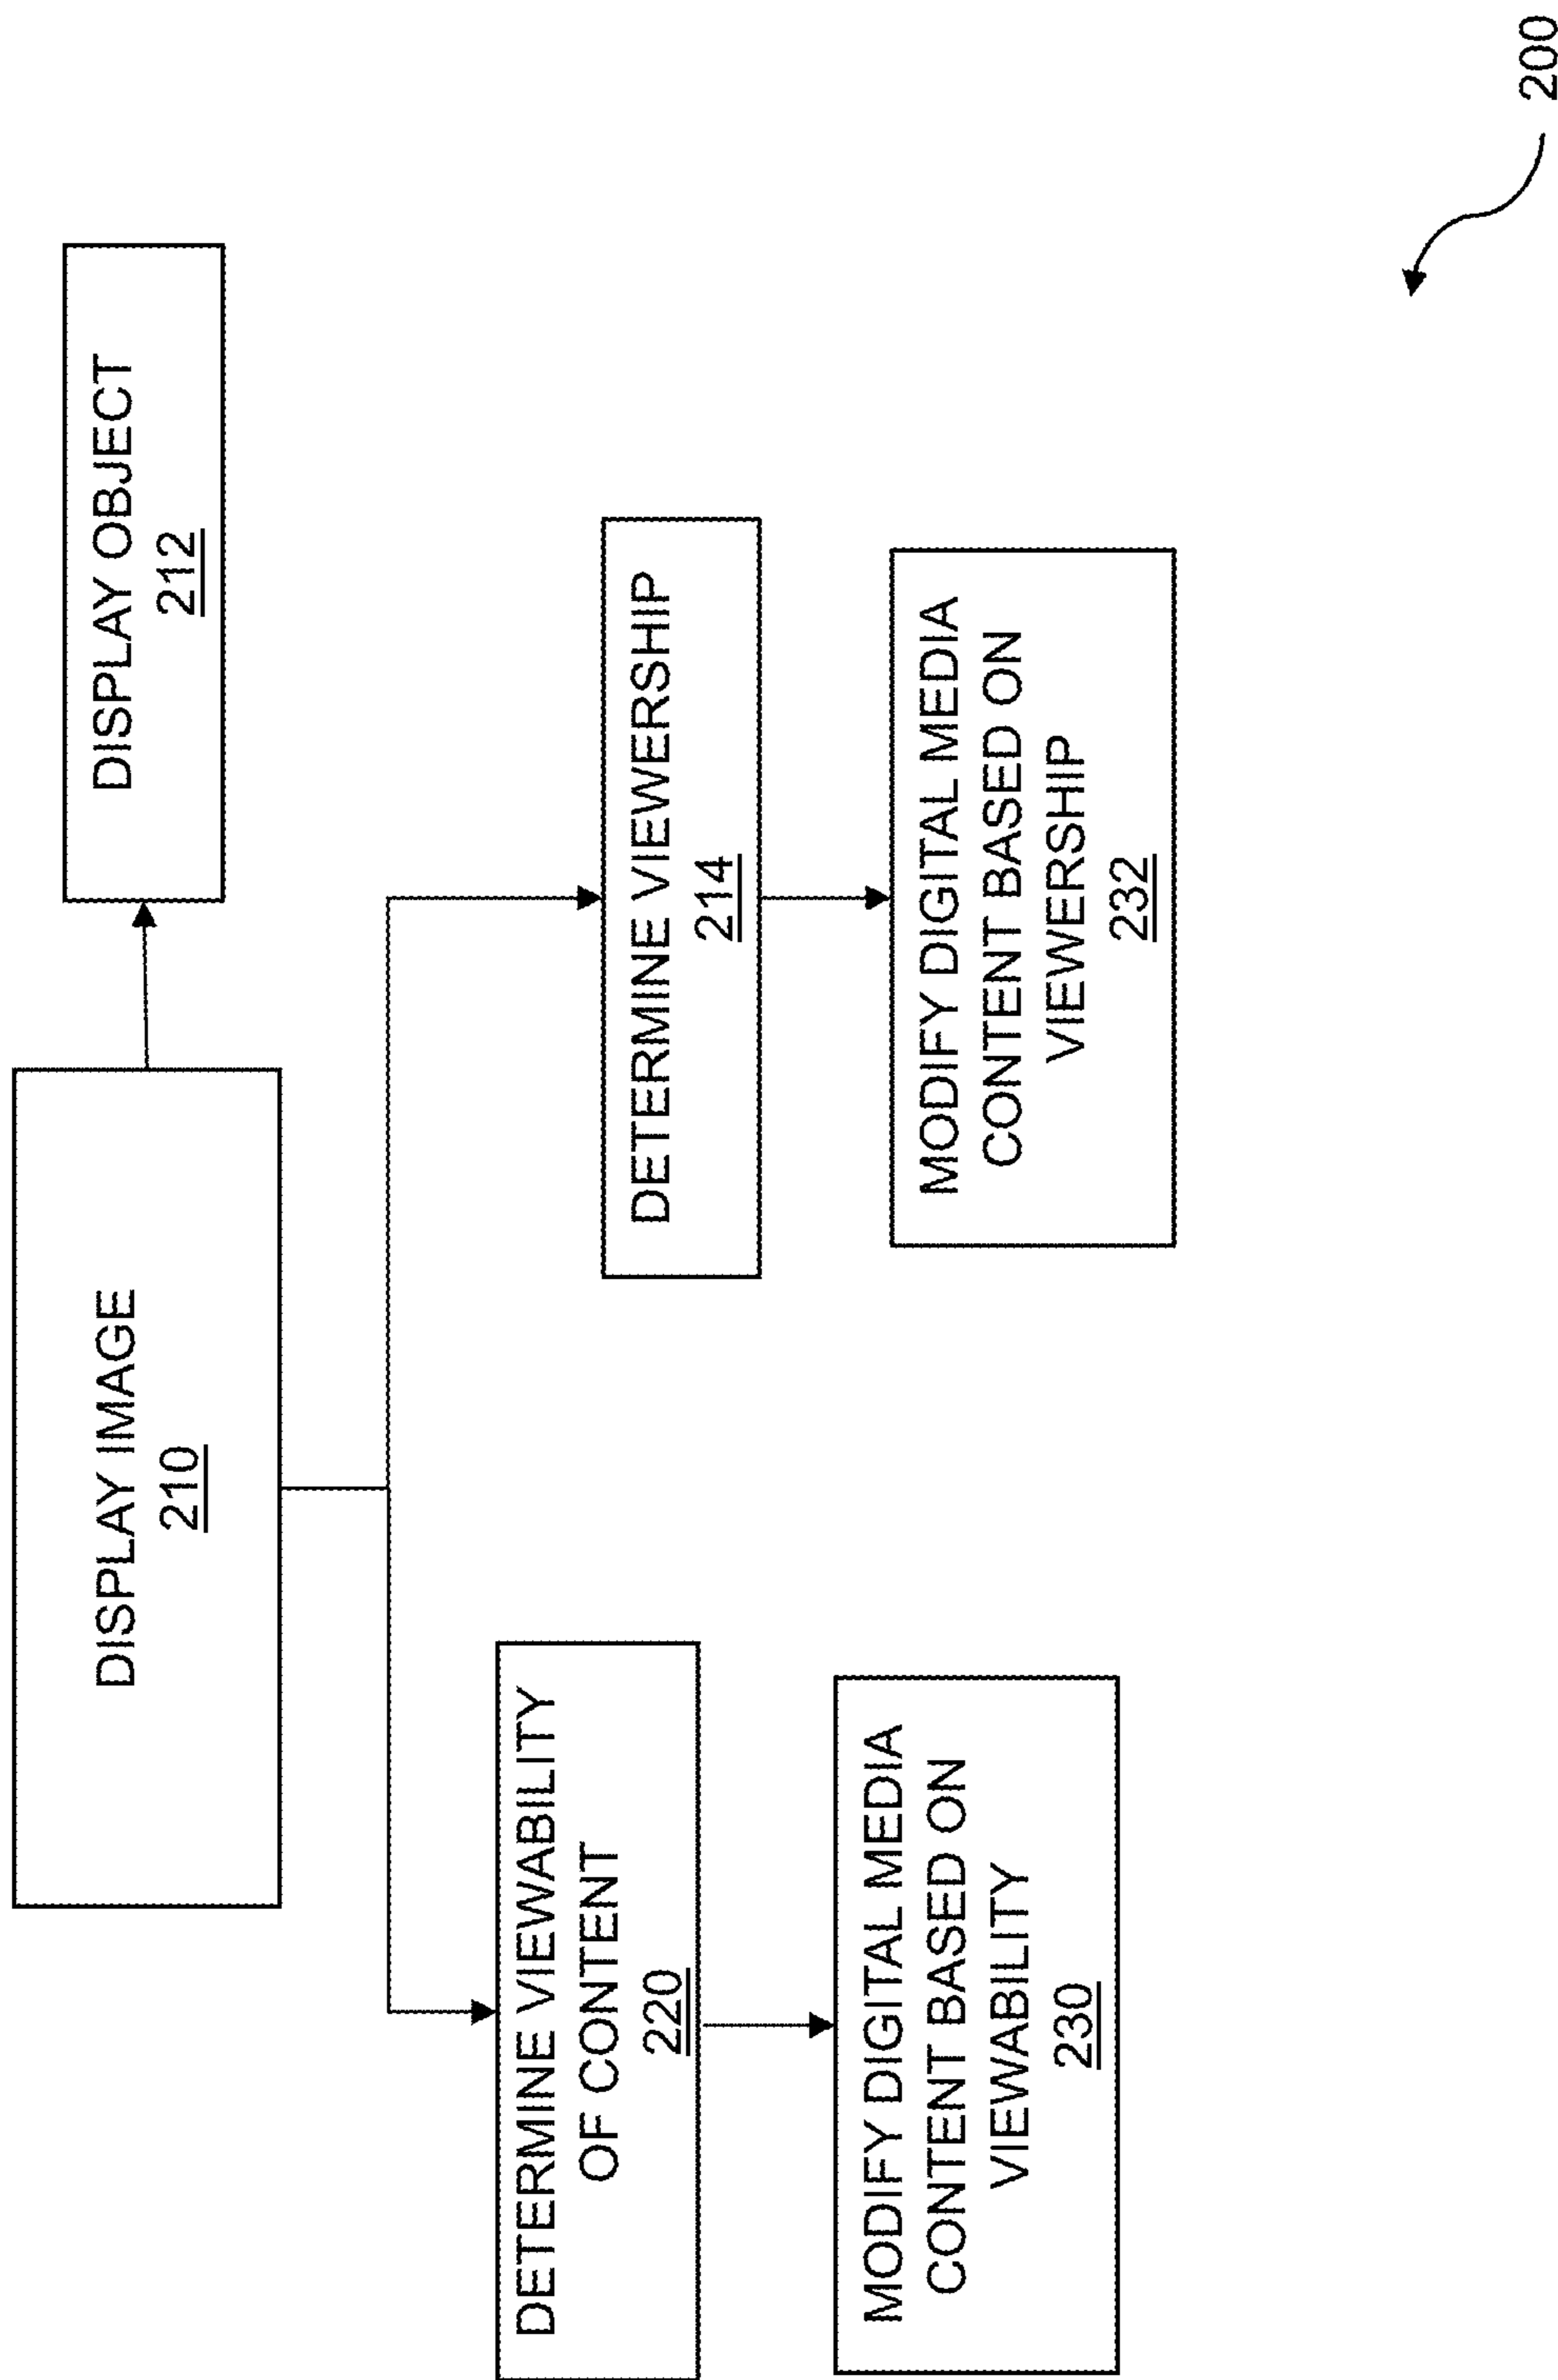 DISPLAY IMAGE
210
DISPLAY OBJECT
212
DETERMINE VIEWABILITY
OF CONTENT
220
DETERMINE VIEWERSHIP
214
MODIFY DIGITAL MEDIA
CONTENT BASED ON
VIEWABILITY
230
MODIFY DIGITAL MEDIA
CONTENT BASED ON
VIEWERSHIP
232
200